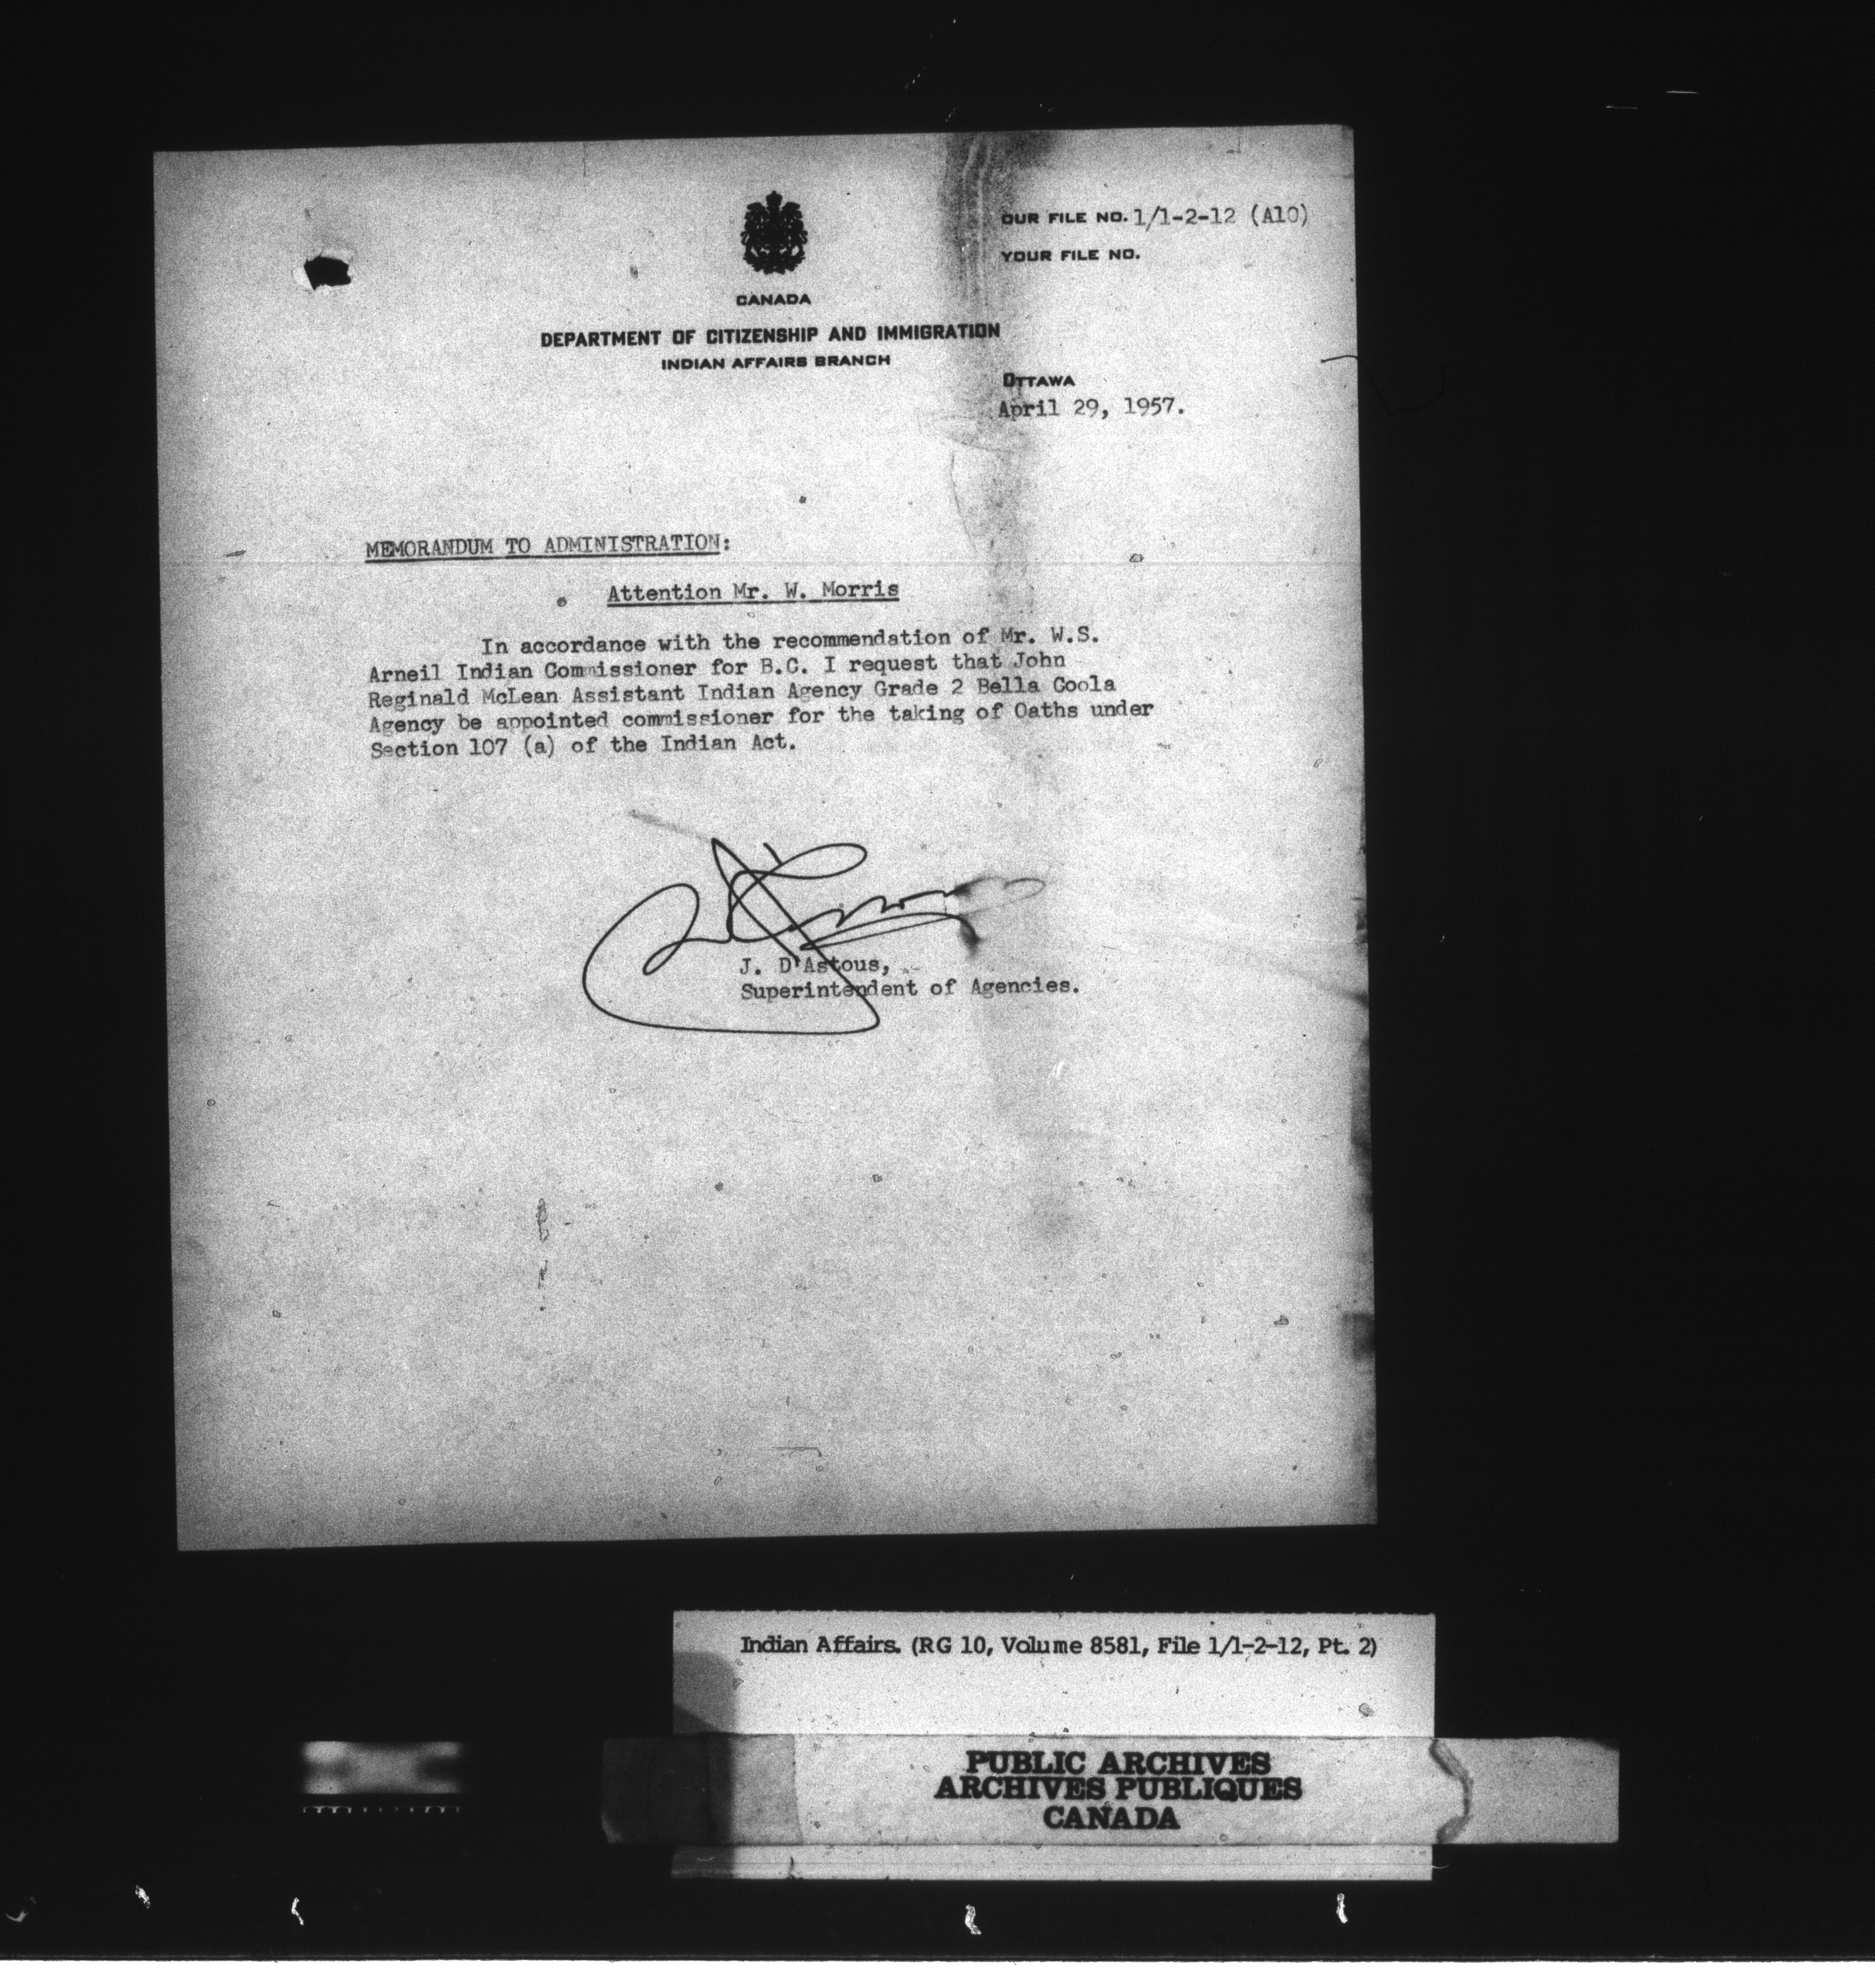 OUR FILE NO. 1/1-2-12 (A10)
YOUR FILE NO.
CANADA
DEPARTMENT OF CITIZENSHIP AND IMMIGRATION
INDIAN AFFAIRS BRANCH
OTTAWA
April 29, 1957.
MEMORANDUM TO ADMINISTRATION:
Attention Mr. W. Morris
In accordance with the recommendation of Mr. W.S.
Arneil Indian Commissioner for B.C. I request that John
Reginald McLean Assistant Indian Agency Grade 2 Bella Coola
Agency be appointed commissioner for the taking of Oaths under
Section 107 (a) of the Indian Act.
J. D'Astous,
Superintendent of Agencies.
Indian Affairs. (RG 10, Volume 8581, File 1/1-2-12, Pt. 2)
PUBLIC ARCHIVES
ARCHIVES PUBLIQUES
CANADA